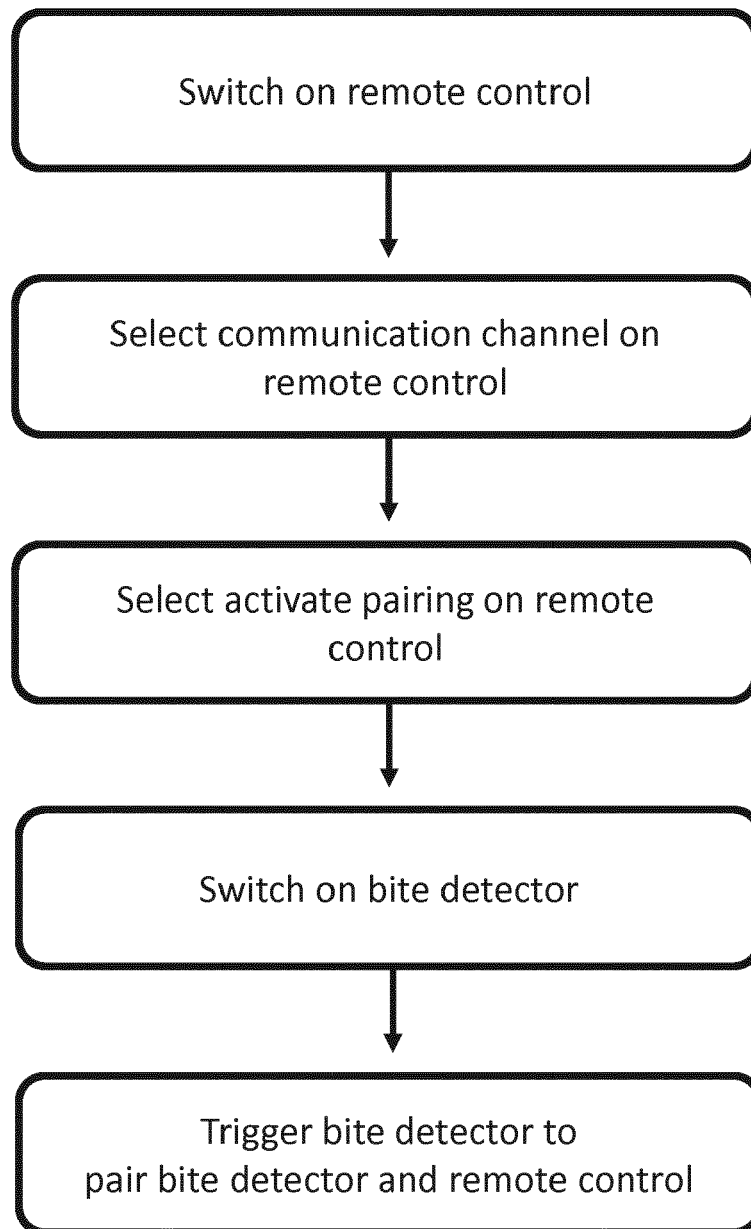 Switch on remote control
Select communication channel on
remote control
Select activate pairing on remote
control
Switch on bite detector
Trigger bite detector to
pair bite detector and remote control